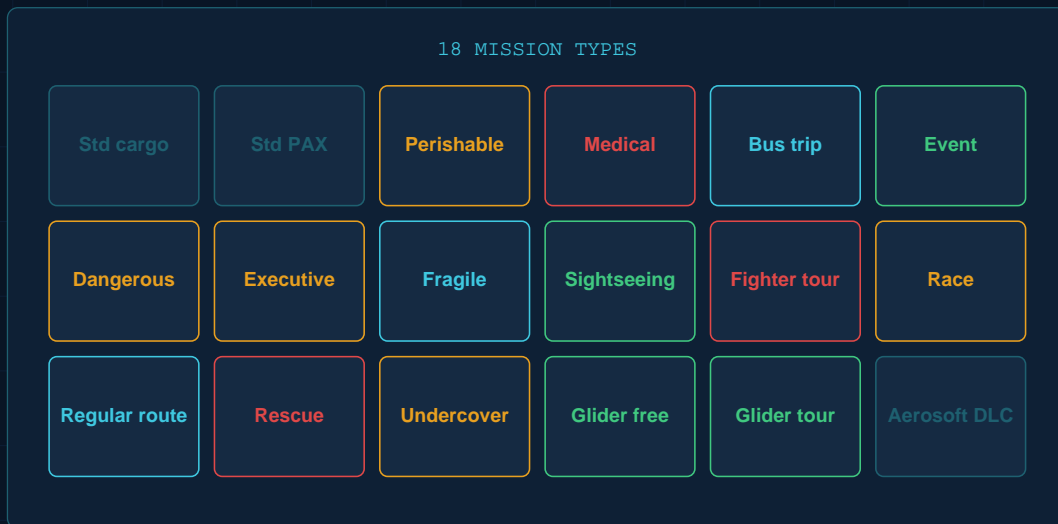 18 MISSION TYPES
Std cargo
Std PAX
Perishable
Medical
Bus trip
Event
Dangerous
Executive
Fragile
Sightseeing
Fighter tour
Race
Regular route
Rescue
Undercover
Glider free
Glider tour
Aerosoft DLC